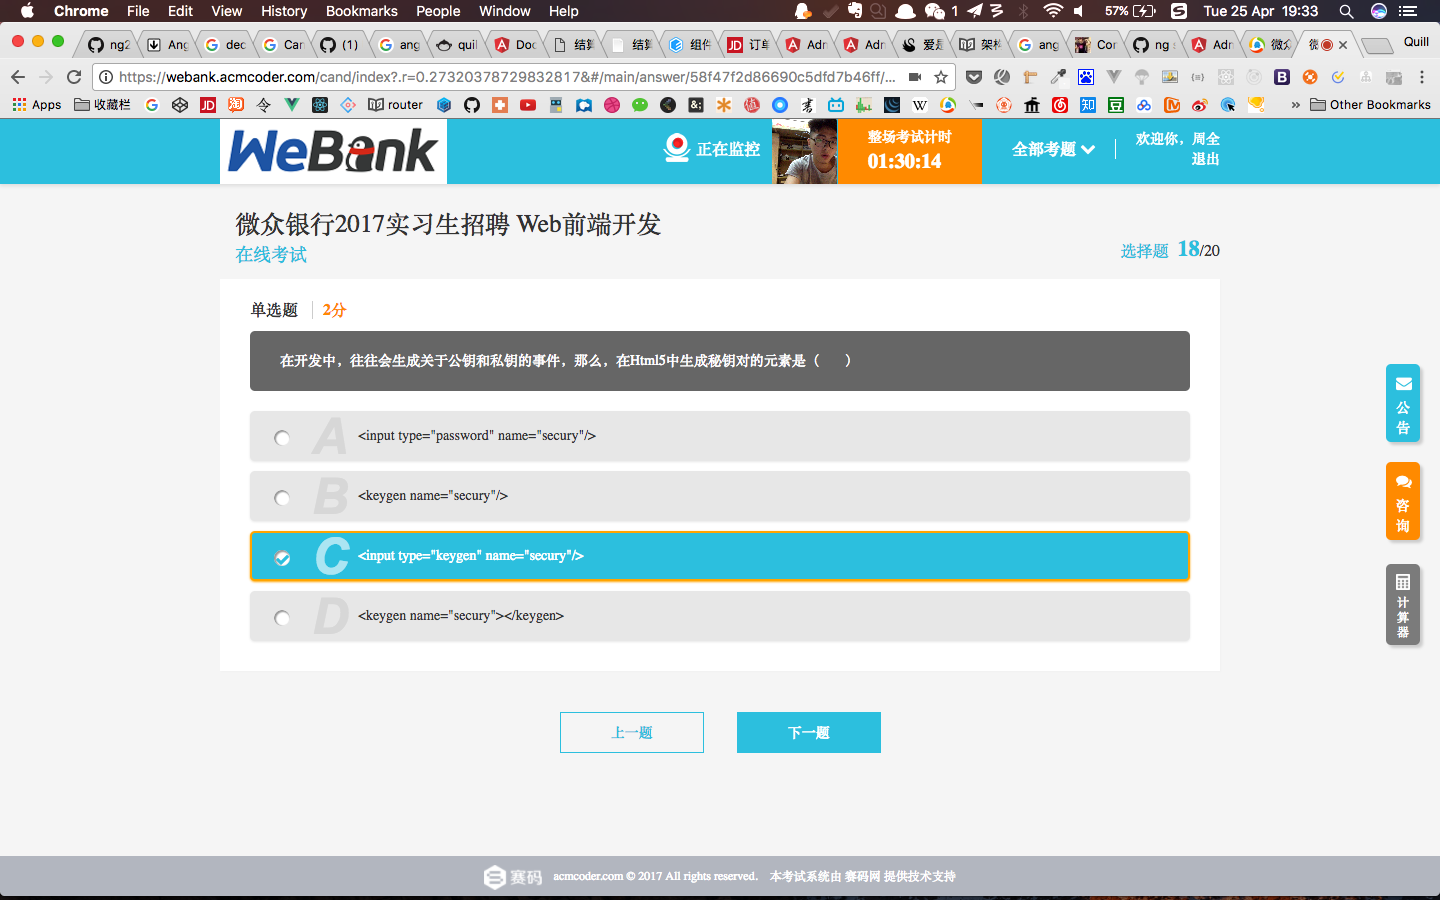 Chrome File Edit View History Bookmarks People Window Help
1 57% Tue 25 Apr 19:33
ng2 Ang dec Car (1) ang quil Doc 结算 结算 组件 订单 Adr Adr 爱是 架构 ang Cor ng s Adr 微众 微 Quill
https://webank.acmcoder.com/cand/index?.r=0.27320378729832817&#/main/answer/58f47f2d86690c5dfd7b46ff/...
Apps 收藏栏 router » Other Bookmarks
WeBank
正在监控
整场考试计时
01:30:14
全部考题
欢迎你，周全
退出
微众银行2017实习生招聘 Web前端开发
在线考试
选择题 18/20
单选题 2分
在开发中，往往会生成关于公钥和私钥的事件，那么，在Html5中生成秘钥对的元素是（ ）
A <input type="password" name="secury"/>
B <keygen name="secury"/>
C <input type="keygen" name="secury"/>
D <keygen name="secury"></keygen>
公告
咨询
计算器
上一题 下一题
赛码 acmcoder.com © 2017 All rights reserved. 本考试系统由 赛码网 提供技术支持